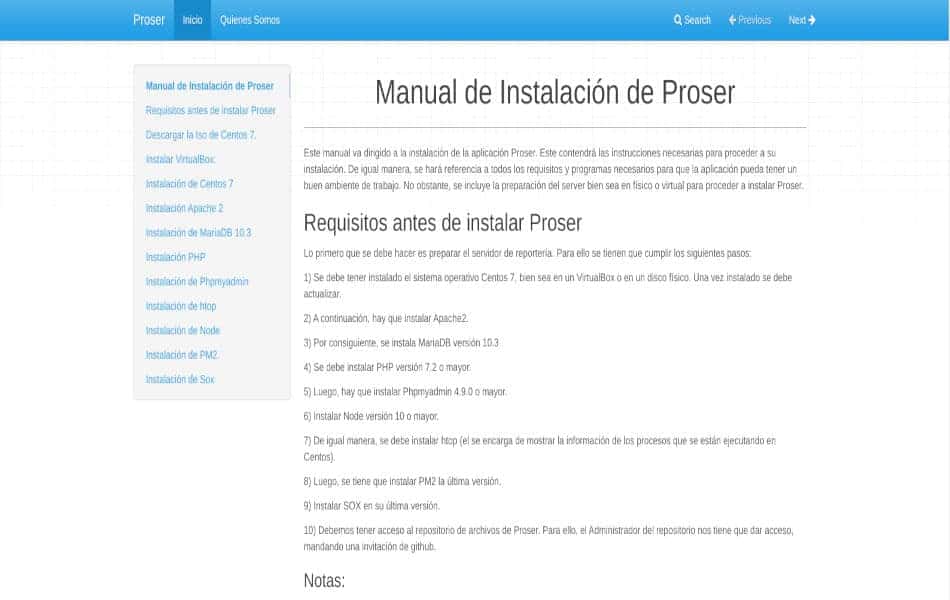 Proser Inicio Quienes Somos Search Previous Next
Manual de Instalación de Proser
Requisitos antes de instalar Proser
Descargar la Iso de Centos 7.
Instalar VirtualBox.
Instalación de Centos 7
Instalación Apache 2
Instalación de MariaDB 10.3
Instalación PHP
Instalación de Phpmyadmin
Instalación de htop
Instalación de Node
Instalación de PM2.
Instalación de Sox
Manual de Instalación de Proser
Este manual va dirigido a la instalación de la aplicación Proser. Este contendrá las instrucciones necesarias para proceder a su
instalación. De igual manera, se hará referencia a todos los requisitos y programas necesarios para que la aplicación pueda tener un
buen ambiente de trabajo. No obstante, se incluye la preparación del server bien sea en físico o virtual para proceder a instalar Proser.
Requisitos antes de instalar Proser
Lo primero que se debe hacer es preparar el servidor de reportería. Para ello se tienen que cumplir los siguientes pasos:
1) Se debe tener instalado el sistema operativo Centos 7, bien sea en un VirtualBox o en un disco físico. Una vez instalado se debe
actualizar.
2) A continuación, hay que instalar Apache2.
3) Por consiguiente, se instala MariaDB versión 10.3
4) Se debe instalar PHP versión 7.2 o mayor.
5) Luego, hay que instalar Phpmyadmin 4.9.0 o mayor.
6) Instalar Node versión 10 o mayor.
7) De igual manera, se debe instalar htop (el se encarga de mostrar la información de los procesos que se están ejecutando en
Centos).
8) Luego, se tiene que instalar PM2 la última versión.
9) Instalar SOX en su última versión.
10) Debemos tener acceso al repositorio de archivos de Proser. Para ello, el Administrador del repositorio nos tiene que dar acceso,
mandando una invitación de github.
Notas: